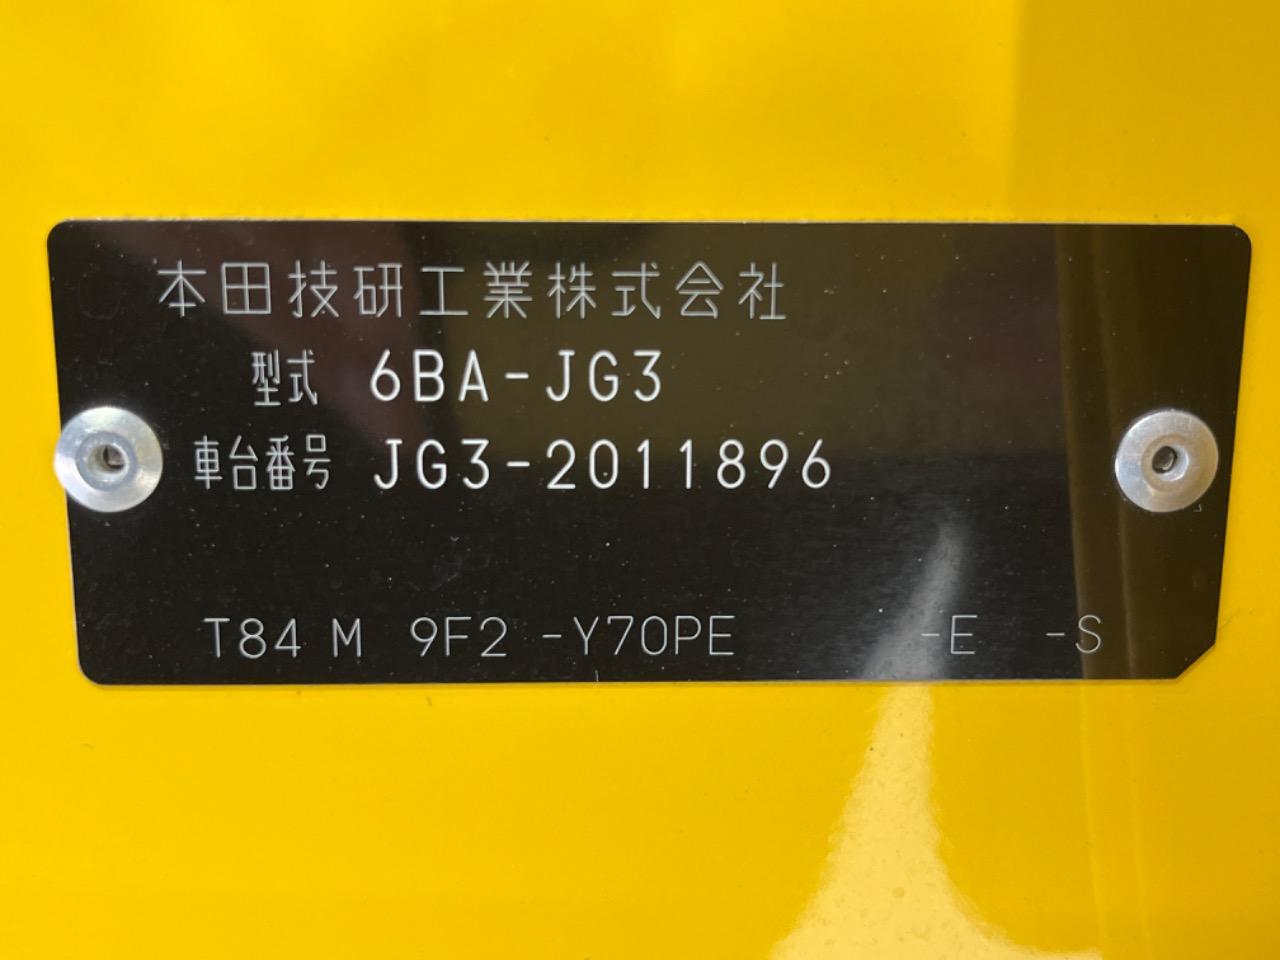 本田技研工業株式会社
型式 6BA-JG3
車台番号 JG3-2011896
T84 M 9F2 -Y70PE -E -S